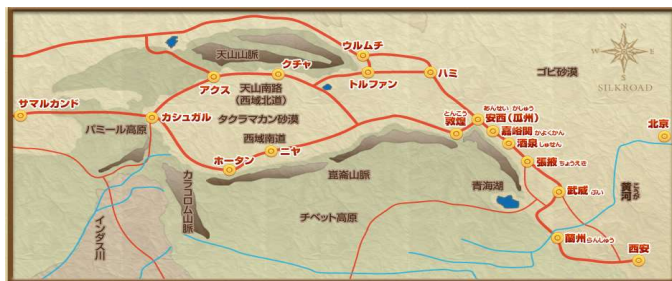 ウルムチ
天山山脈
クチャ
アクス
トルファン
ハミ
ゴビ砂漠
N
W
E
S
SILKROAD
サマルカンド
天山南路
(西域北道)
カシュガル
タクラマカン砂漠
とんこう
敦煌
あんせい かしゅう
安西(瓜州)
嘉峪関 かよくかん
酒泉 しゅせん
北京
パミール高原
西域南道
ニヤ
ホータン
張掖 ちょうえき
カラコロム山脈
崑崙山脈
青海湖
武威 ぶい
黄河 こうが
インダス川
チベット高原
蘭州 らんしゅう
西安